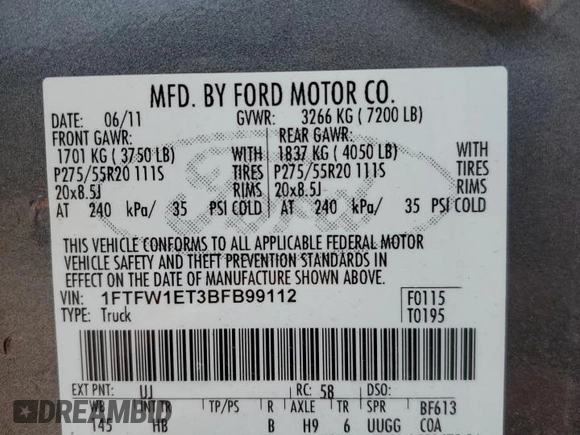 MFD. BY FORD MOTOR CO.
DATE: 06/11 GVWR: 3266 KG ( 7200 LB)
FRONT GAWR: REAR GAWR:
1701 KG ( 3750 LB) WITH 1837 KG ( 4050 LB) WITH
P275/55R20 111S TIRES P275/55R20 111S TIRES
20x8.5J RIMS 20x8.5J RIMS
AT 240 kPa/ 35 PSI COLD AT 240 kPa/ 35 PSI COLD
THIS VEHICLE CONFORMS TO ALL APPLICABLE FEDERAL MOTOR
VEHICLE SAFETY AND THEFT PREVENTION STANDARDS IN
EFFECT ON THE DATE OF MANUFACTURE SHOWN ABOVE.
VIN: 1FTFW1ET3BFB99112 F0115
TYPE: Truck T0195
EXT PNT: UJ RC: 58 DSO:
WB INT TR TP/PS R AXLE TR SPR BF613
145 HB B H9 6 UUGG COA
DREAMBID
Ford